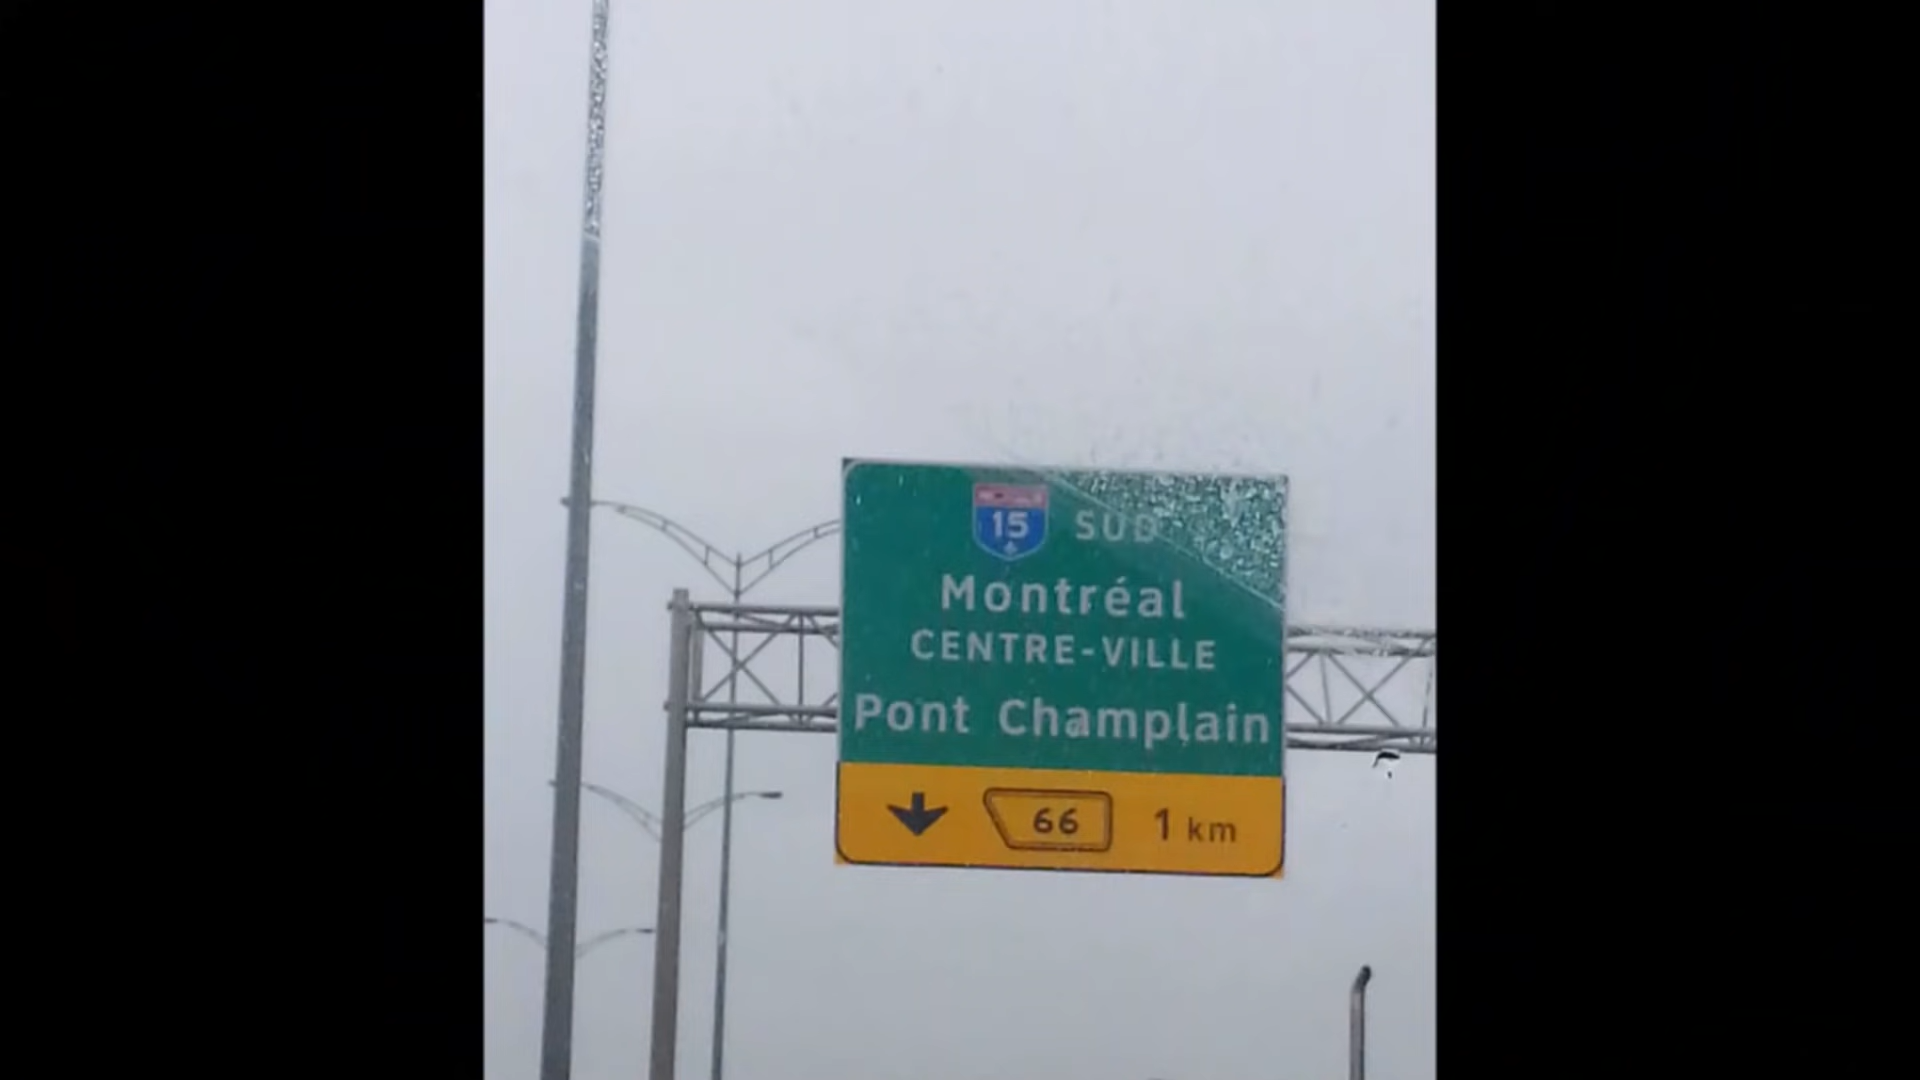 15 SUD
Montréal
CENTRE-VILLE
Pont Champlain
66 1 km